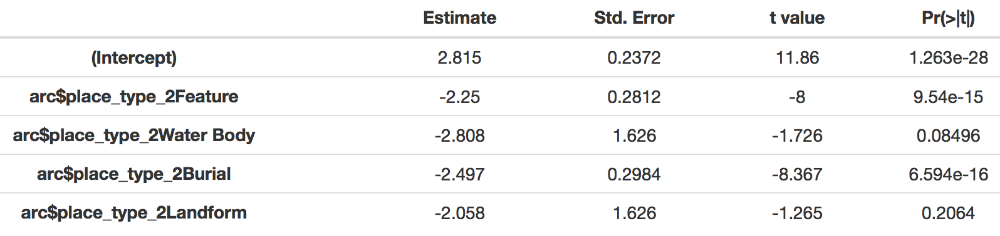 Estimate Std. Error t value Pr(>|t|)
(Intercept) 2.815 0.2372 11.86 1.263e-28
arc$place_type_2Feature -2.25 0.2812 -8 9.54e-15
arc$place_type_2Water Body -2.808 1.626 -1.726 0.08496
arc$place_type_2Burial -2.497 0.2984 -8.367 6.594e-16
arc$place_type_2Landform -2.058 1.626 -1.265 0.2064